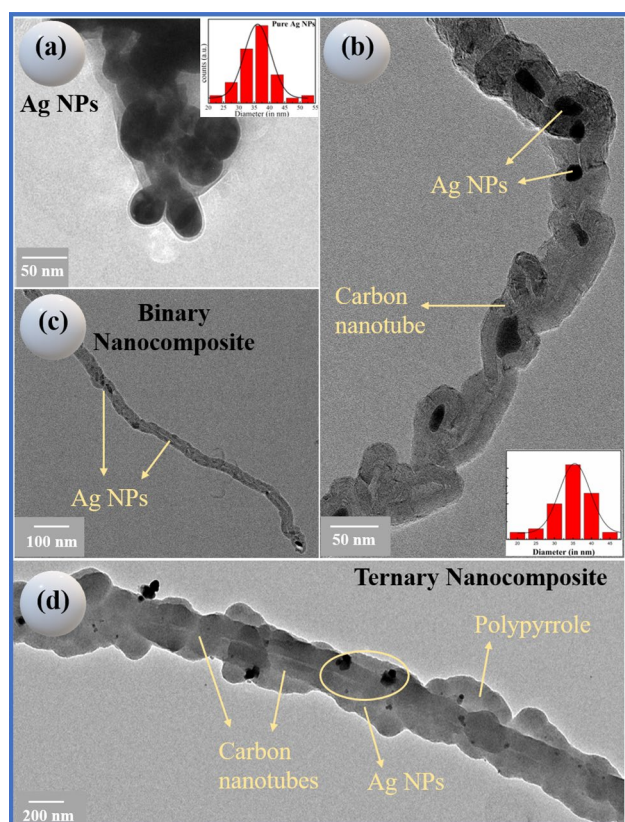 (a)
Ag NPs
Pure Ag NPs
counts (a.u.)
20 25 30 35 40 45 50 55
Diameter (in nm)
50 nm
(b)
Ag NPs
Carbon
nanotube
Diameter (in nm)
50 nm
(c)
Binary
Nanocomposite
Ag NPs
100 nm
(d)
Ternary Nanocomposite
Polypyrrole
Carbon
nanotubes
Ag NPs
200 nm